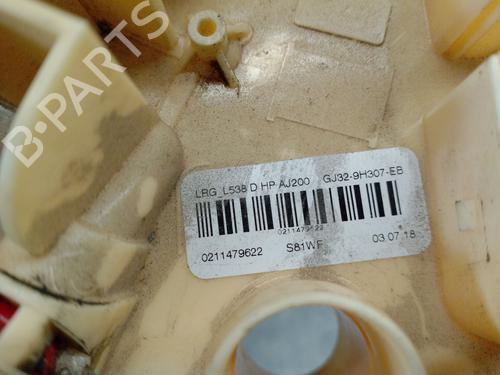 B-PARTS
LRG_L538 D HP AJ200 GJ32-9H307-EB
0211479622
0211479622 S81WF 03 07 18